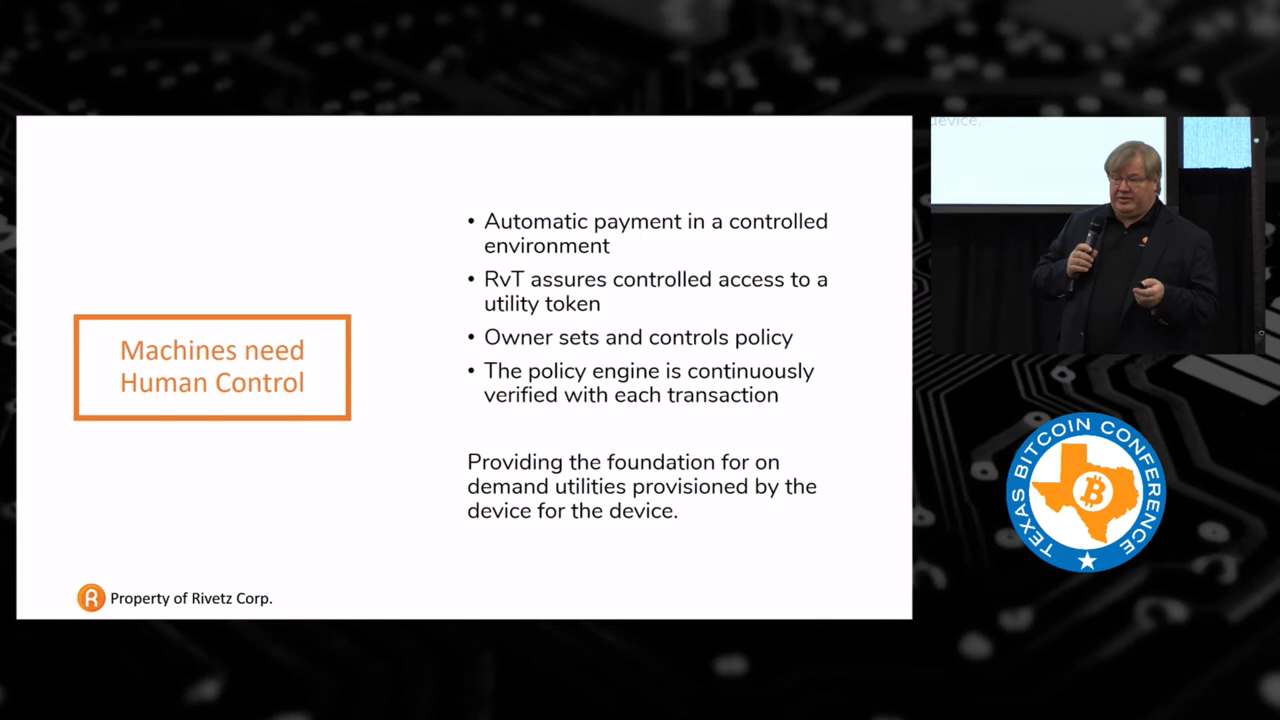 Machines need
Human Control
• Automatic payment in a controlled
environment
• RvT assures controlled access to a
utility token
• Owner sets and controls policy
• The policy engine is continuously
verified with each transaction
Providing the foundation for on
demand utilities provisioned by the
device for the device.
R Property of Rivetz Corp.
device.
TEXAS BITCOIN CONFERENCE